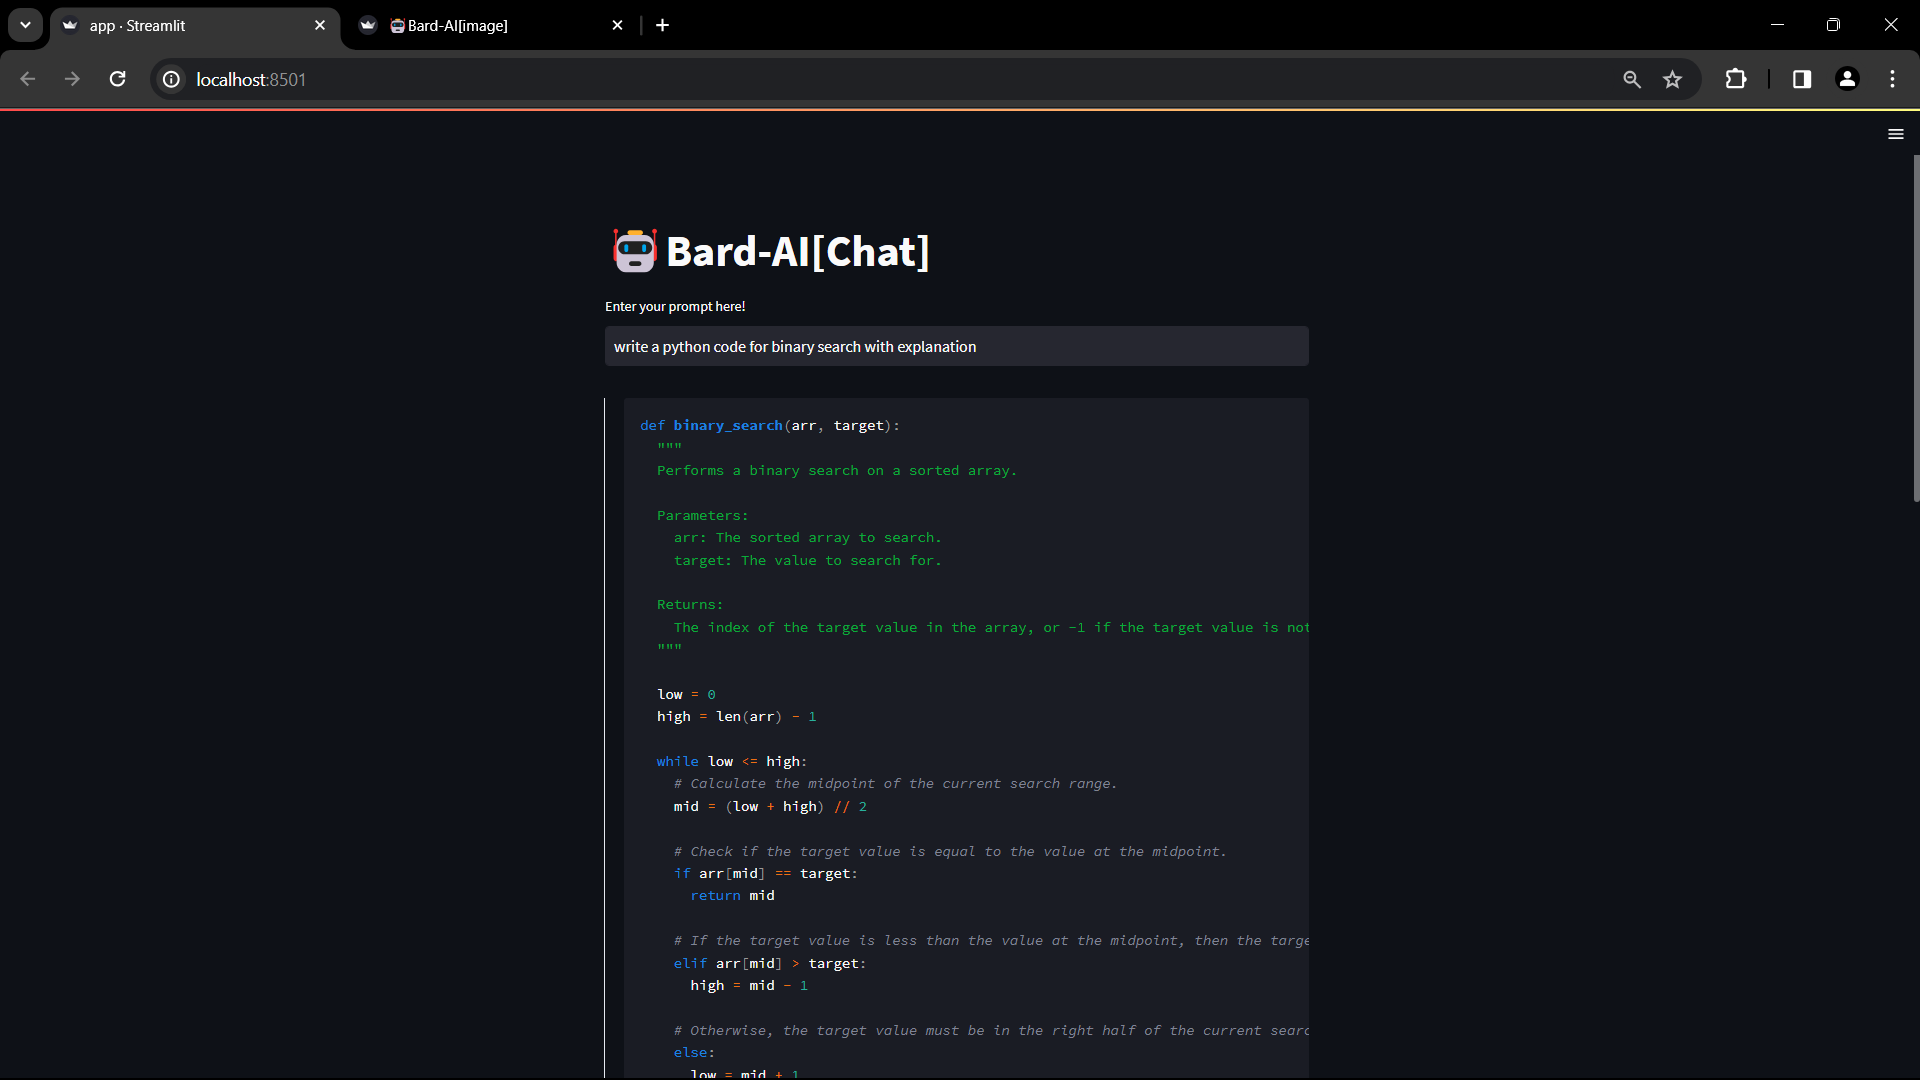 app · Streamlit
Bard-AI[image]
localhost:8501
Bard-AI[Chat]
Enter your prompt here!
write a python code for binary search with explanation
def binary_search(arr, target):
"""
Performs a binary search on a sorted array.
Parameters:
arr: The sorted array to search.
target: The value to search for.
Returns:
The index of the target value in the array, or -1 if the target value is not
"""
low = 0
high = len(arr) - 1
while low <= high:
# Calculate the midpoint of the current search range.
mid = (low + high) // 2
# Check if the target value is equal to the value at the midpoint.
if arr[mid] == target:
return mid
# If the target value is less than the value at the midpoint, then the targe
elif arr[mid] > target:
high = mid - 1
# Otherwise, the target value must be in the right half of the current searc
else:
low = mid + 1